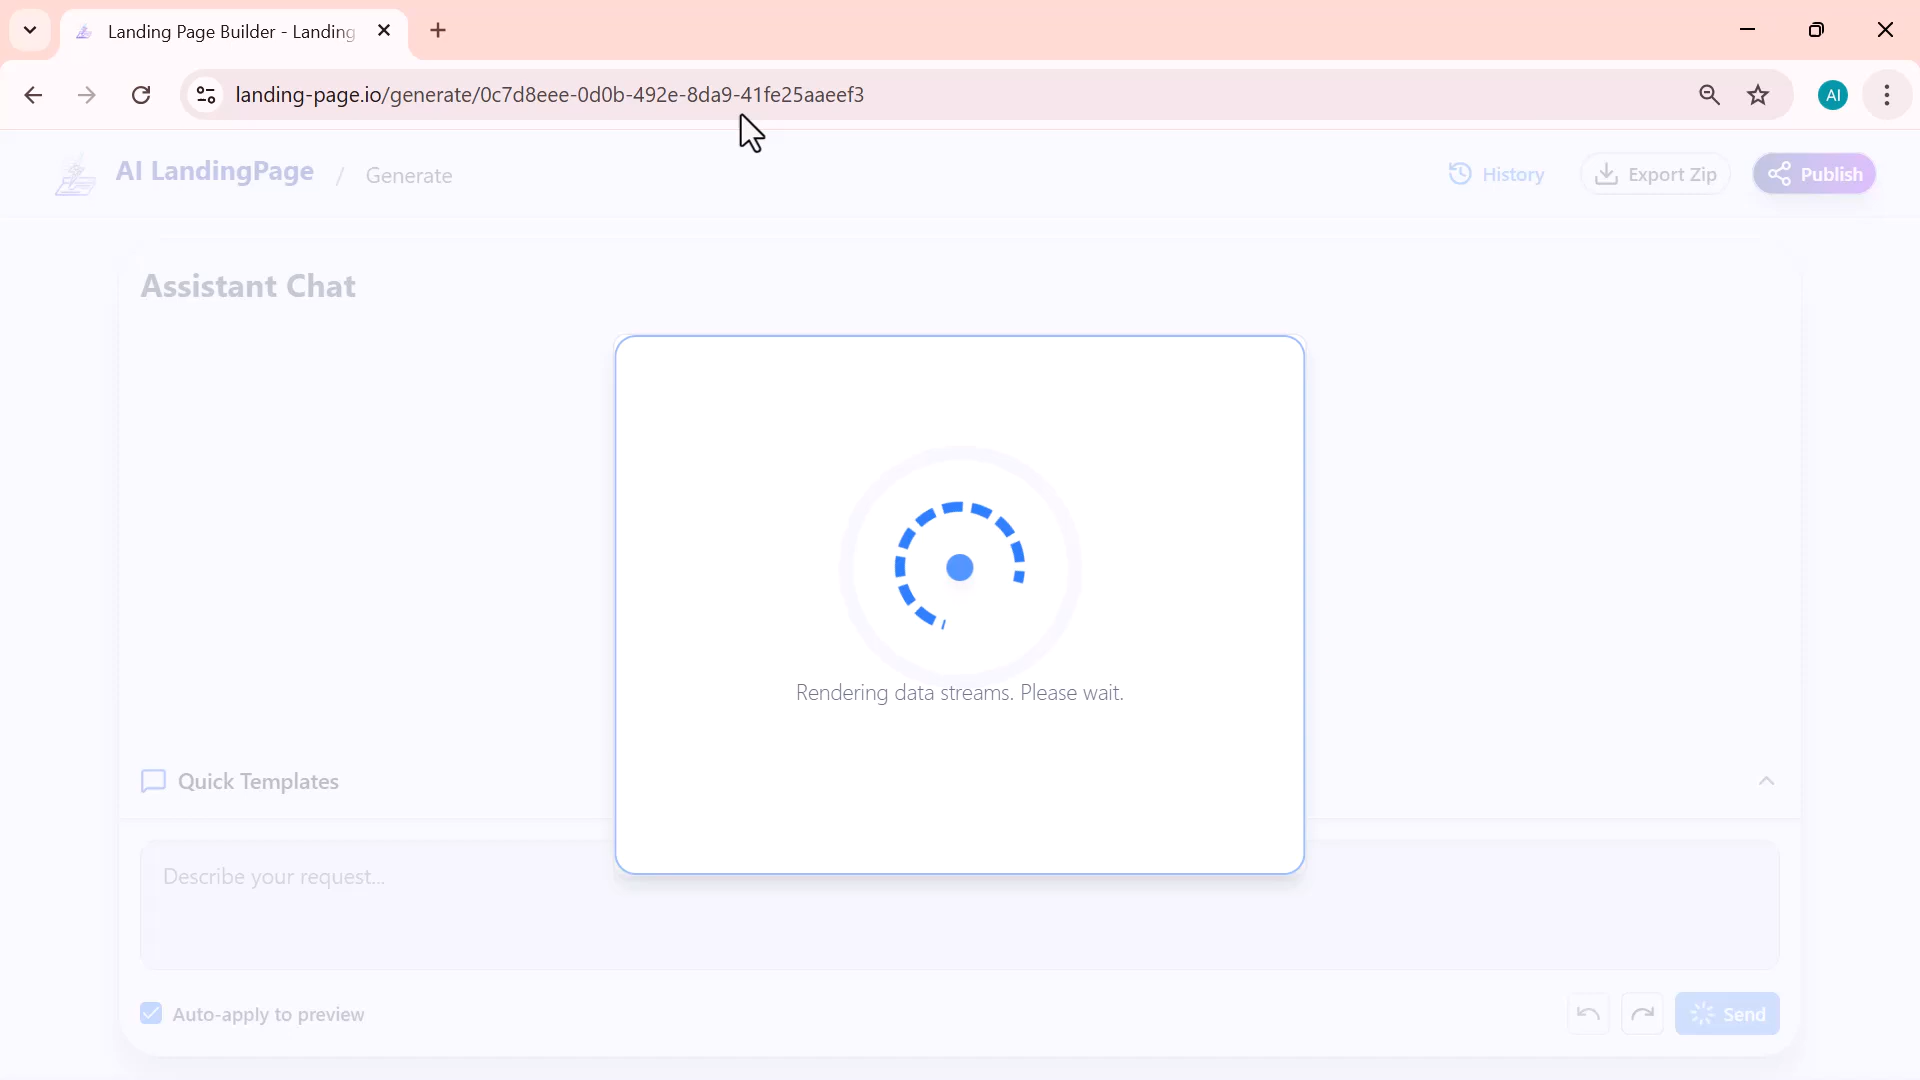 Landing Page Builder - Landing
landing-page.io/generate/0c7d8eee-0d0b-492e-8da9-41fe25aaeef3
AI
AI LandingPage / Generate
History
Export Zip
Publish
Assistant Chat
Rendering data streams. Please wait.
Quick Templates
Describe your request...
Auto-apply to preview
Send